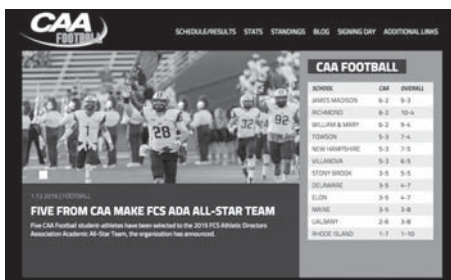 CAA
FOOTBALL
SCHEDULE/RESULTS STATS STANDINGS BLOG SIGNING DAY ADDITIONAL LINKS
CAA FOOTBALL
SCHOOL CAA OVERALL
JAMES MADISON 6-2 9-3
RICHMOND 6-2 10-4
WILLIAM & MARY 6-2 9-4
TOWSON 5-3 7-4
NEW HAMPSHIRE 5-3 7-5
VILLANOVA 5-3 6-5
STONY BROOK 3-5 5-5
DELAWARE 3-5 4-7
ELON 3-5 4-7
MAINE 3-5 3-8
UALBANY 2-6 3-8
RHODE ISLAND 1-7 1-10
1
28
32
92
1.12.2016 | FOOTBALL
FIVE FROM CAA MAKE FCS ADA ALL-STAR TEAM
Five CAA Football student-athletes have been selected to the 2015 FCS Athletic Directors
Association Academic All-Star Team, the organization has announced.